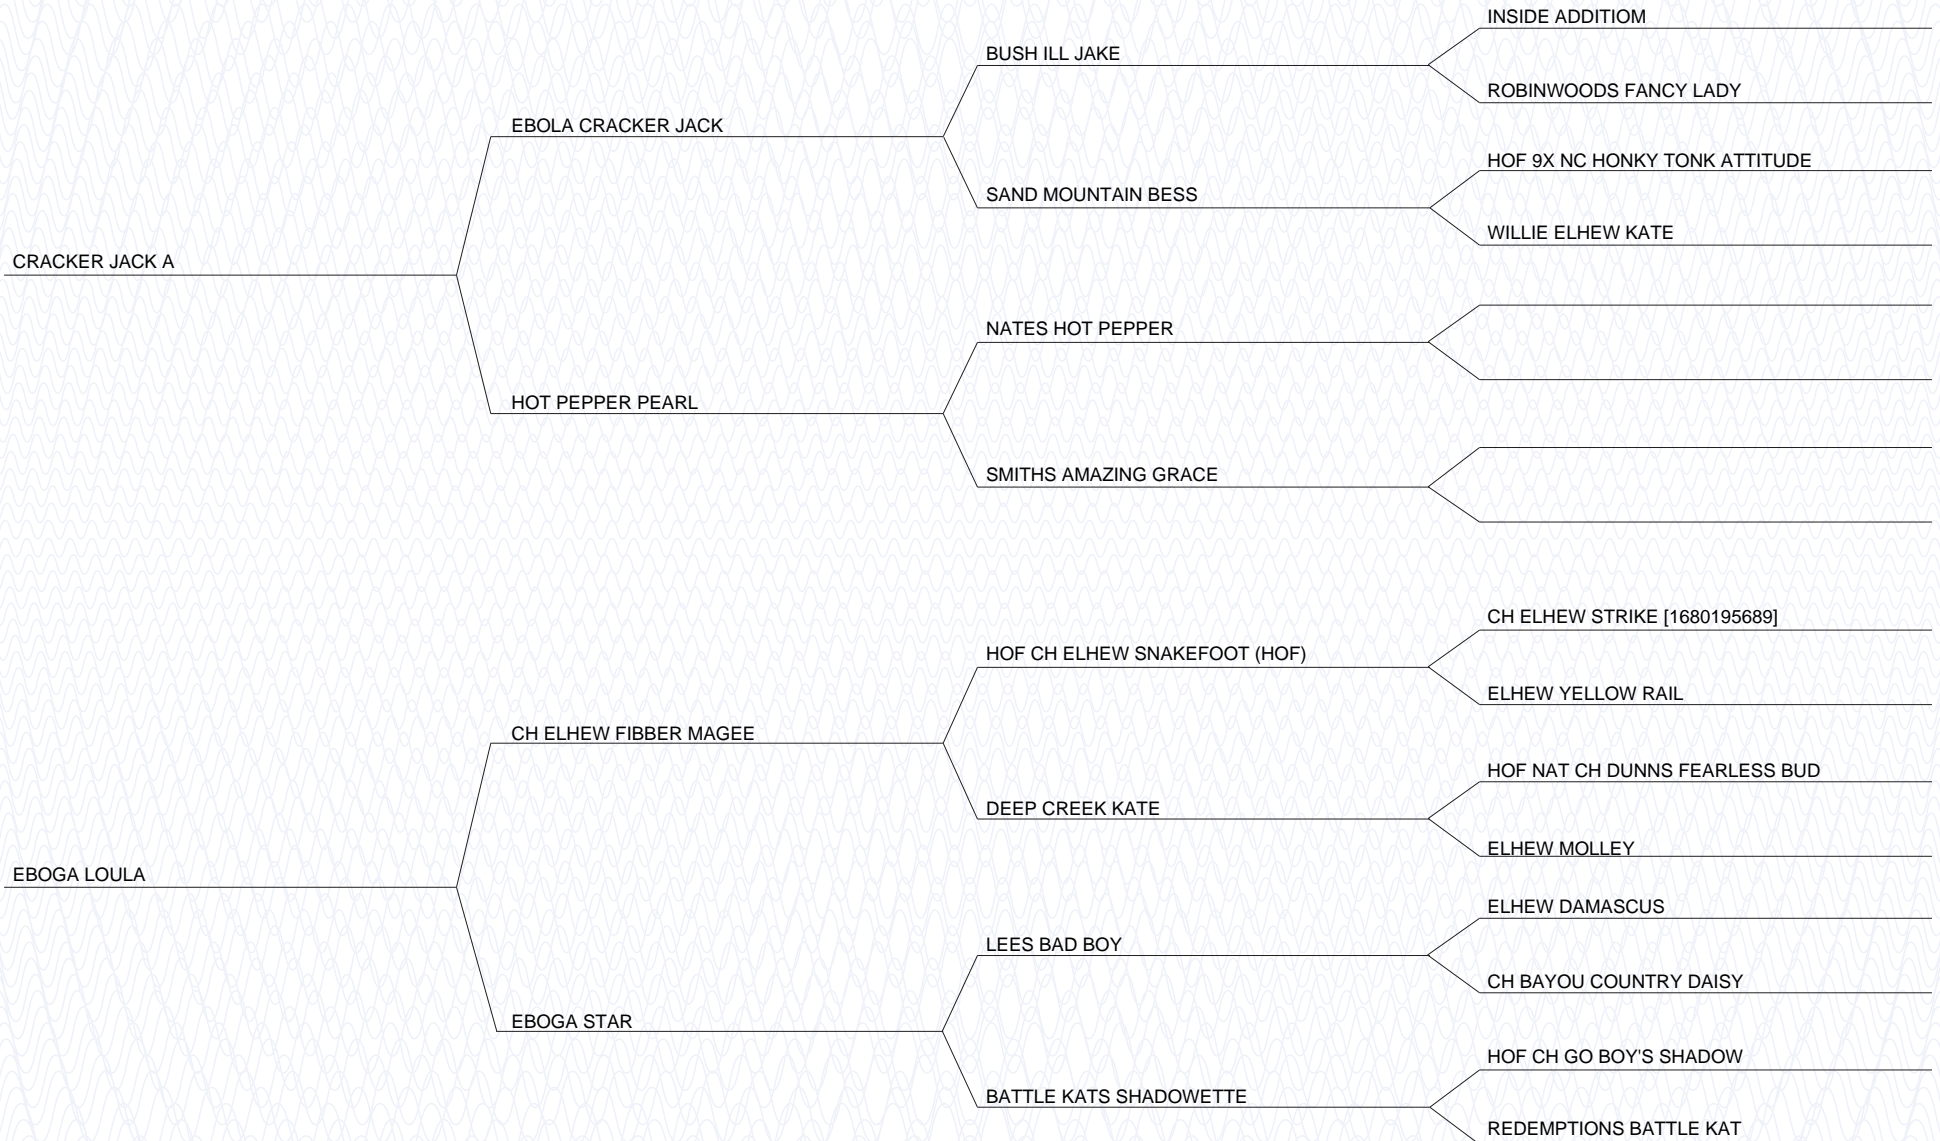 INSIDE ADDITIOM
BUSH ILL JAKE
ROBINWOODS FANCY LADY
EBOLA CRACKER JACK
HOF 9X NC HONKY TONK ATTITUDE
SAND MOUNTAIN BESS
WILLIE ELHEW KATE
CRACKER JACK A
NATES HOT PEPPER
HOT PEPPER PEARL
SMITHS AMAZING GRACE
CH ELHEW STRIKE [1680195689]
HOF CH ELHEW SNAKEFOOT (HOF)
ELHEW YELLOW RAIL
CH ELHEW FIBBER MAGEE
HOF NAT CH DUNNS FEARLESS BUD
DEEP CREEK KATE
ELHEW MOLLEY
EBOGA LOULA
ELHEW DAMASCUS
LEES BAD BOY
CH BAYOU COUNTRY DAISY
EBOGA STAR
HOF CH GO BOY'S SHADOW
BATTLE KATS SHADOWETTE
REDEMPTIONS BATTLE KAT